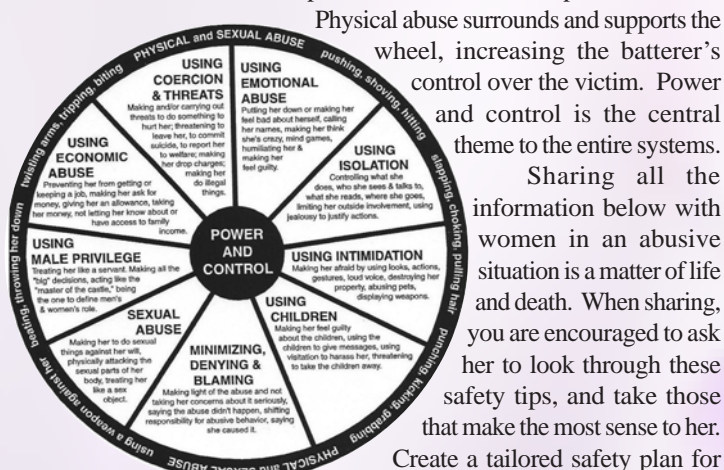 Physical abuse surrounds and supports the
wheel, increasing the batterer's
control over the victim. Power
and control is the central
theme to the entire systems.
Sharing all the
information below with
women in an abusive
situation is a matter of life
and death. When sharing,
you are encouraged to ask
her to look through these
safety tips, and take those
that make the most sense to her.
Create a tailored safety plan for
PHYSICAL and SEXUAL ABUSE
pushing, shoving, hitting
slapping, choking, pulling hair
punching, kicking, grabbing
PHYSICAL and SEXUAL ABUSE
using a weapon against her
beating, throwing her down
twisting arms, tripping, biting
POWER
AND
CONTROL
USING
COERCION
& THREATS
Making and/or carrying out
threats to do something to
hurt her; threatening to
leave her, to commit
suicide, to report her
to welfare; making
her drop charges;
making her
do illegal
things.
USING
EMOTIONAL
ABUSE
Putting her down or making her
feel bad about herself, calling
her names, making her think
she's crazy, mind games,
humiliating her &
making her
feel guilty.
USING
ISOLATION
Controlling what she
does, who she sees & talks to,
what she reads, where she goes,
limiting her outside involvement, using
jealousy to justify actions.
USING INTIMIDATION
Making her afraid by using looks, actions,
gestures, loud voice, destroying her
property, abusing pets,
displaying weapons.
USING
CHILDREN
Making her feel guilty
about the children, using the
children to give messages, using
visitation to harass her, threatening
to take the children away.
MINIMIZING,
DENYING &
BLAMING
Making light of the abuse and not
taking her concerns about it seriously,
saying the abuse didn't happen, shifting
responsibility for abusive behavior, saying
she caused it.
SEXUAL
ABUSE
Making her to do sexual
things against her will,
physically attacking the
sexual parts of her
body, treating her
like a sex
object.
USING
MALE PRIVILEGE
Treating her like a servant. Making all the
"big" decisions, acting like the
"master of the castle," being
the one to define men's
& women's role.
USING
ECONOMIC
ABUSE
Preventing her from getting or
keeping a job, making her ask for
money, giving her an allowance, taking
her money, not letting her know about or
have access to family
income.